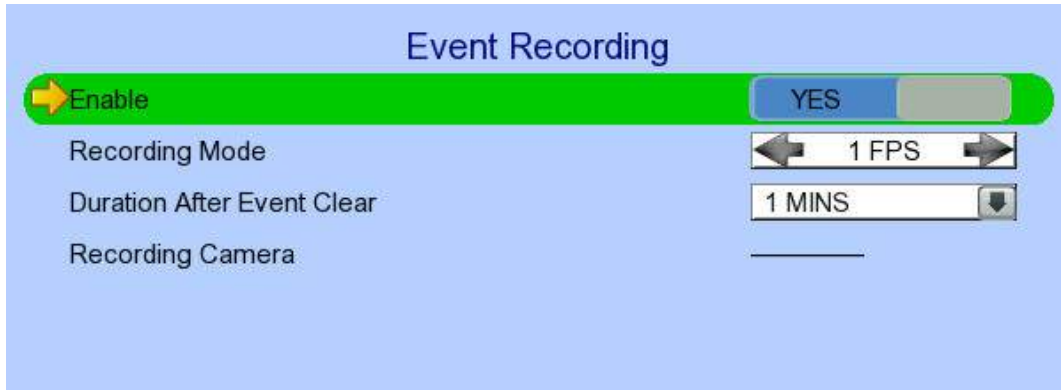 Event Recording
Enable YES
Recording Mode 1 FPS
Duration After Event Clear 1 MINS
Recording Camera